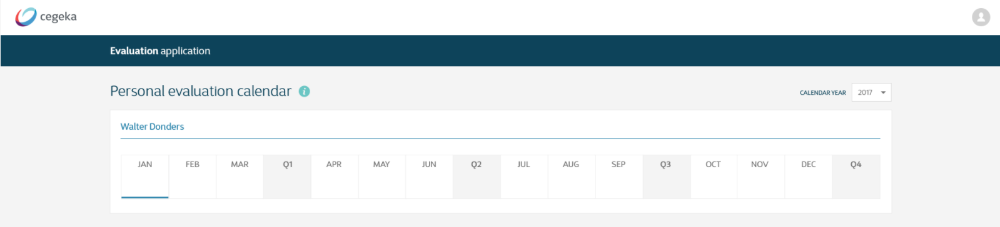 cegeka
Evaluation application
Personal evaluation calendar i
CALENDAR YEAR 2017
Walter Donders
JAN FEB MAR Q1 APR MAY JUN Q2 JUL AUG SEP Q3 OCT NOV DEC Q4